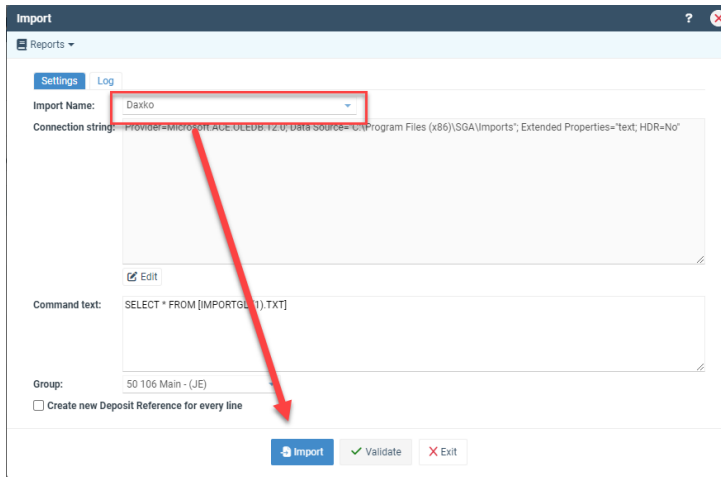 Import ?
Reports
Settings Log
Import Name: Daxko
Connection string: Provider=Microsoft.ACE.OLEDB.12.0; Data Source= C:\Program Files (x86)\SGA\Imports"; Extended Properties="text; HDR=No"
Edit
Command text: SELECT * FROM [IMPORTGL(1).TXT]
Group: 50 106 Main - (JE)
Create new Deposit Reference for every line
Import Validate Exit